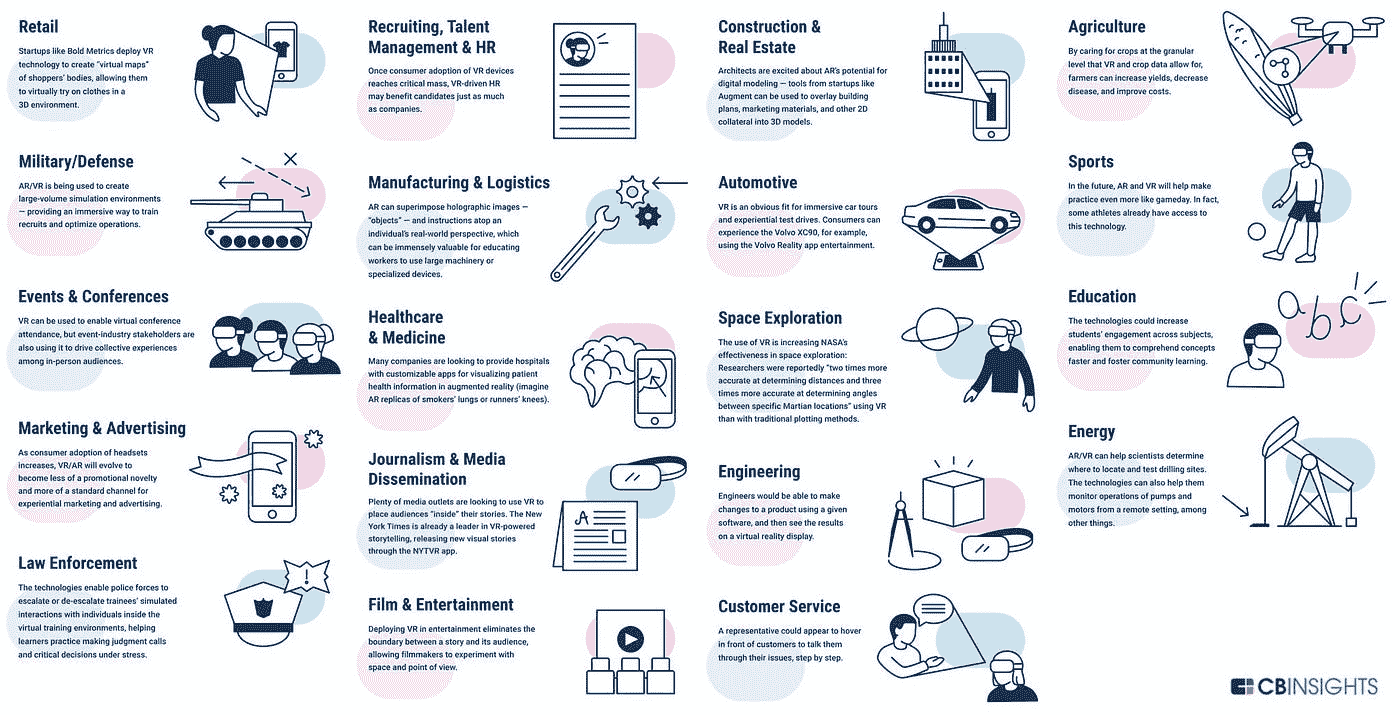 Retail
Startups like Bold Metrics deploy VR
technology to create “virtual maps”
of shoppers’ bodies, allowing them
to virtually try on clothes in a
3D environment.
Military/Defense
AR/VR is being used to create
large-volume simulation environments
— providing an immersive way to train
recruits and optimize operations.
Events & Conferences
VR can be used to enable virtual conference
attendance, but event-industry stakeholders are
also using it to drive collective experiences
among in-person audiences.
Marketing & Advertising
As consumer adoption of headsets
increases, VR/AR will evolve to
become less of a promotional novelty
and more of a standard channel for
experiential marketing and advertising.
Law Enforcement
The technologies enable police forces to
escalate or de-escalate trainees’ simulated
interactions with individuals inside the
virtual training environments, helping
learners practice making judgment calls
and critical decisions under stress.
!
Recruiting, Talent
Management & HR
Once consumer adoption of VR devices
reaches critical mass, VR-driven HR
may benefit candidates just as much
as companies.
Manufacturing & Logistics
AR can superimpose holographic images —
“objects” — and instructions atop an
individual’s real-world perspective, which
can be immensely valuable for educating
workers to use large machinery or
specialized devices.
Healthcare
& Medicine
Many companies are looking to provide hospitals
with customizable apps for visualizing patient
health information in augmented reality (imagine
AR replicas of smokers’ lungs or runners’ knees).
Journalism & Media
Dissemination
Plenty of media outlets are looking to use VR to
place audiences “inside” their stories. The New
York Times is already a leader in VR-powered
storytelling, releasing new visual stories
through the NYTVR app.
A
Film & Entertainment
Deploying VR in entertainment eliminates the
boundary between a story and its audience,
allowing filmmakers to experiment with
space and point of view.
Construction &
Real Estate
Architects are excited about AR’s potential for
digital modeling — tools from startups like
Augment can be used to overlay building
plans, marketing materials, and other 2D
collateral into 3D models.
Automotive
VR is an obvious fit for immersive car tours
and experiential test drives. Consumers can
experience the Volvo XC90, for example,
using the Volvo Reality app entertainment.
Space Exploration
The use of VR is increasing NASA’s
effectiveness in space exploration:
Researchers were reportedly “two times more
accurate at determining distances and three
times more accurate at determining angles
between specific Martian locations” using VR
than with traditional plotting methods.
Engineering
Engineers would be able to make
changes to a product using a given
software, and then see the results
on a virtual reality display.
Customer Service
A representative could appear to hover
in front of customers to talk them
through their issues, step by step.
Agriculture
By caring for crops at the granular
level that VR and crop data allow for,
farmers can increase yields, decrease
disease, and improve costs.
Sports
In the future, AR and VR will help make
practice even more like gameday. In fact,
some athletes already have access to
this technology.
Education
The technologies could increase
students’ engagement across subjects,
enabling them to comprehend concepts
faster and foster community learning.
abc
Energy
AR/VR can help scientists determine
where to locate and test drilling sites.
The technologies can also help them
monitor operations of pumps and
motors from a remote setting, among
other things.
CBINSIGHTS